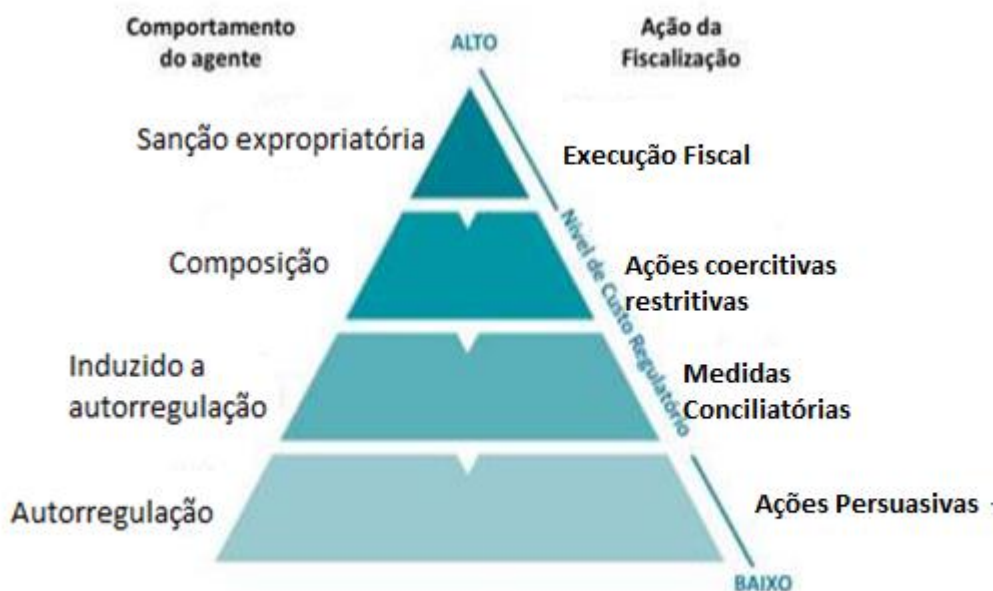 Comportamento
do agente
ALTO
Ação da
Fiscalização
Sanção expropriatória
Execução Fiscal
Composição
Ações coercitivas
restritivas
Nível de Custo Regulatório
Induzido a
autorregulação
Medidas
Conciliatórias
Autorregulação
Ações Persuasivas -
BAIXO